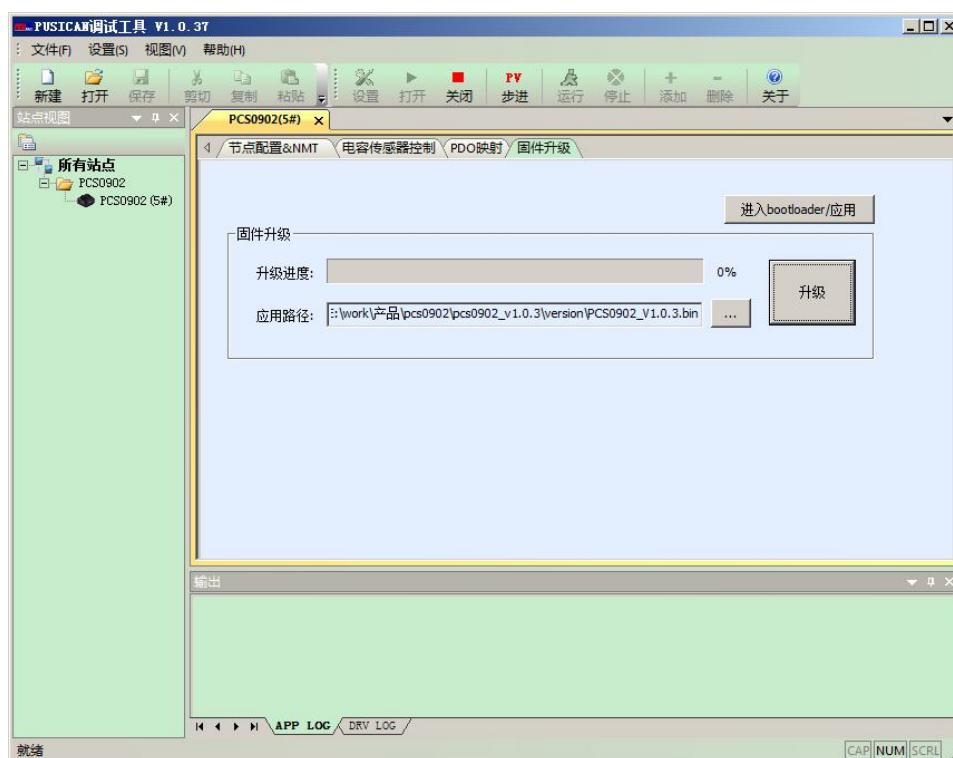 PUSICAN调试工具 V1.0.37
文件(F) 设置(S) 视图(V) 帮助(H)
新建 打开 保存 剪切 复制 粘贴 设置 打开 关闭 PV 步进 运行 停止 添加 删除 关于
站点视图
PCS0902(5#)
节点配置&NMT 电容传感器控制 PDO映射 固件升级
所有站点
PCS0902
PCS0902 (5#)
进入bootloader/应用
固件升级
升级进度: 0%
升级
应用路径: :\work\产品\pcs0902\pcs0902_v1.0.3\version\PCS0902_V1.0.3.bin ...
输出
APP LOG DRV LOG
就绪 CAP NUM SCRL